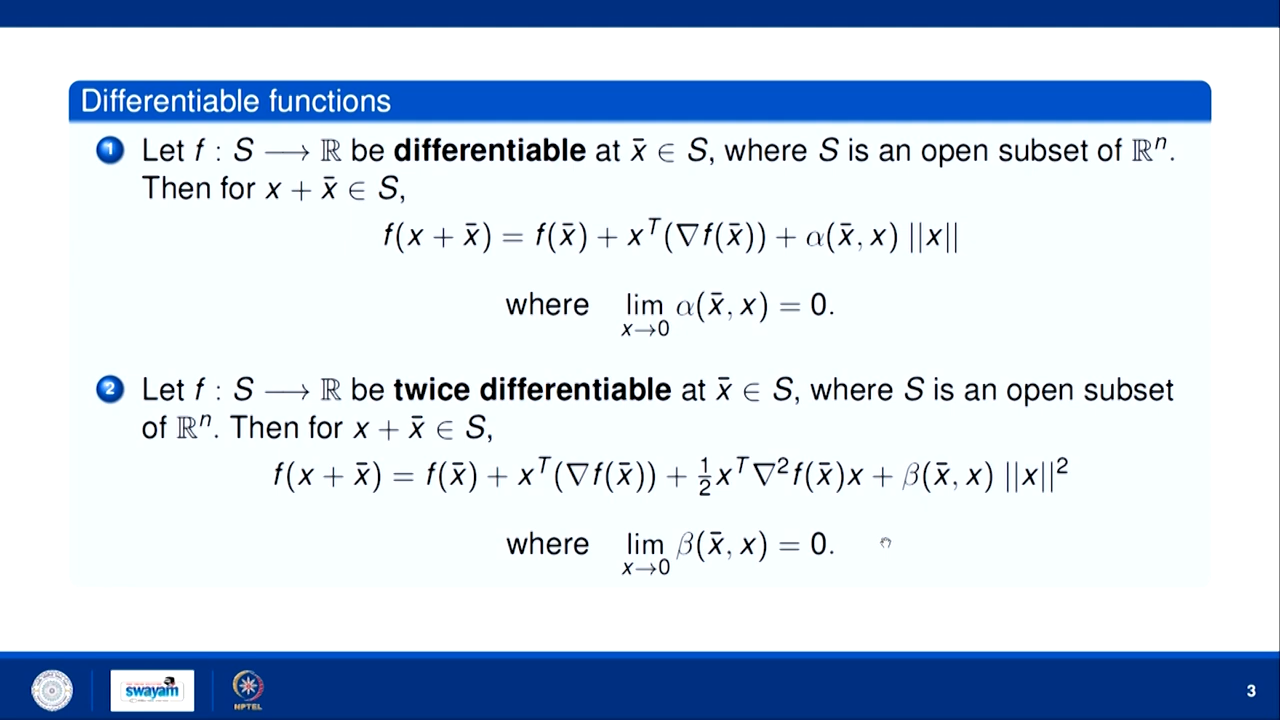 Differentiable functions
1 Let f : S ⟶ ℝ be differentiable at x̄ ∈ S, where S is an open subset of ℝⁿ.
Then for x + x̄ ∈ S,
f(x + x̄) = f(x̄) + xᵀ(∇f(x̄)) + α(x̄, x) ||x||
where lim α(x̄, x) = 0.
x→0
2 Let f : S ⟶ ℝ be twice differentiable at x̄ ∈ S, where S is an open subset
of ℝⁿ. Then for x + x̄ ∈ S,
f(x + x̄) = f(x̄) + xᵀ(∇f(x̄)) + ½xᵀ∇²f(x̄)x + β(x̄, x) ||x||²
where lim β(x̄, x) = 0.
x→0
swayam
NPTEL
3